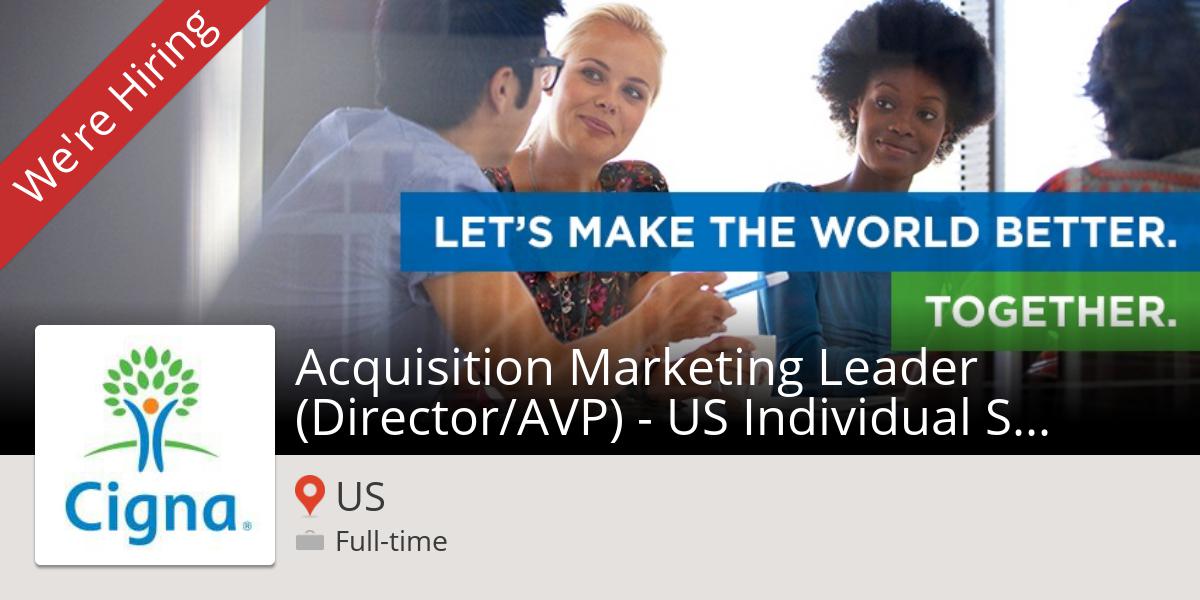 We're Hiring
LET'S MAKE THE WORLD BETTER.
TOGETHER.
Acquisition Marketing Leader
(Director/AVP) - US Individual S...
Cigna®
US
Full-time